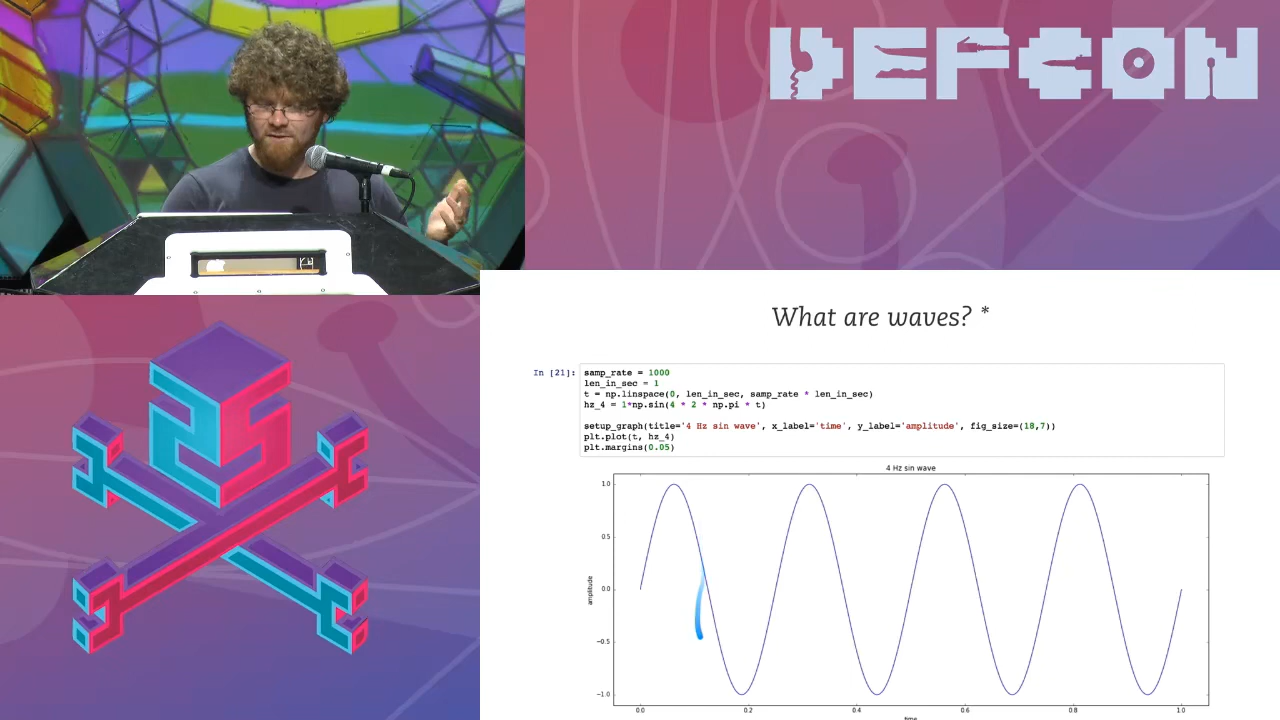 DEFCON
What are waves? *
In [21]:
samp_rate = 1000
len_in_sec = 1
t = np.linspace(0, len_in_sec, samp_rate * len_in_sec)
hz_4 = 1*np.sin(4 * 2 * np.pi * t)
setup_graph(title='4 Hz sin wave', x_label='time', y_label='amplitude', fig_size=(18,7))
plt.plot(t, hz_4)
plt.margins(0.05)
4 Hz sin wave
1.0
0.5
0.0
−0.5
−1.0
amplitude
0.0 0.2 0.4 0.6 0.8 1.0
time
25